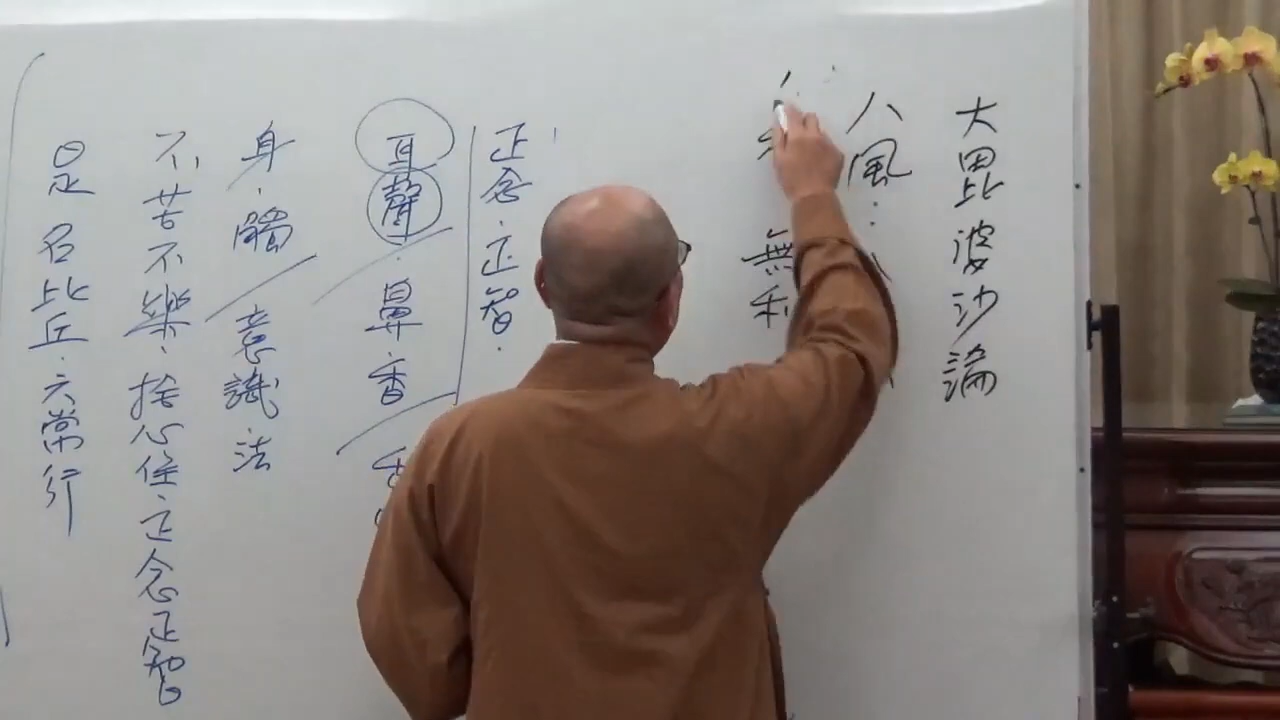 大毘婆沙論
八風：八
無利
正念．正智．
耳聲．鼻香
身．觸
意識．法
不苦不樂．捨心住．正念正智
是名比丘．六常行